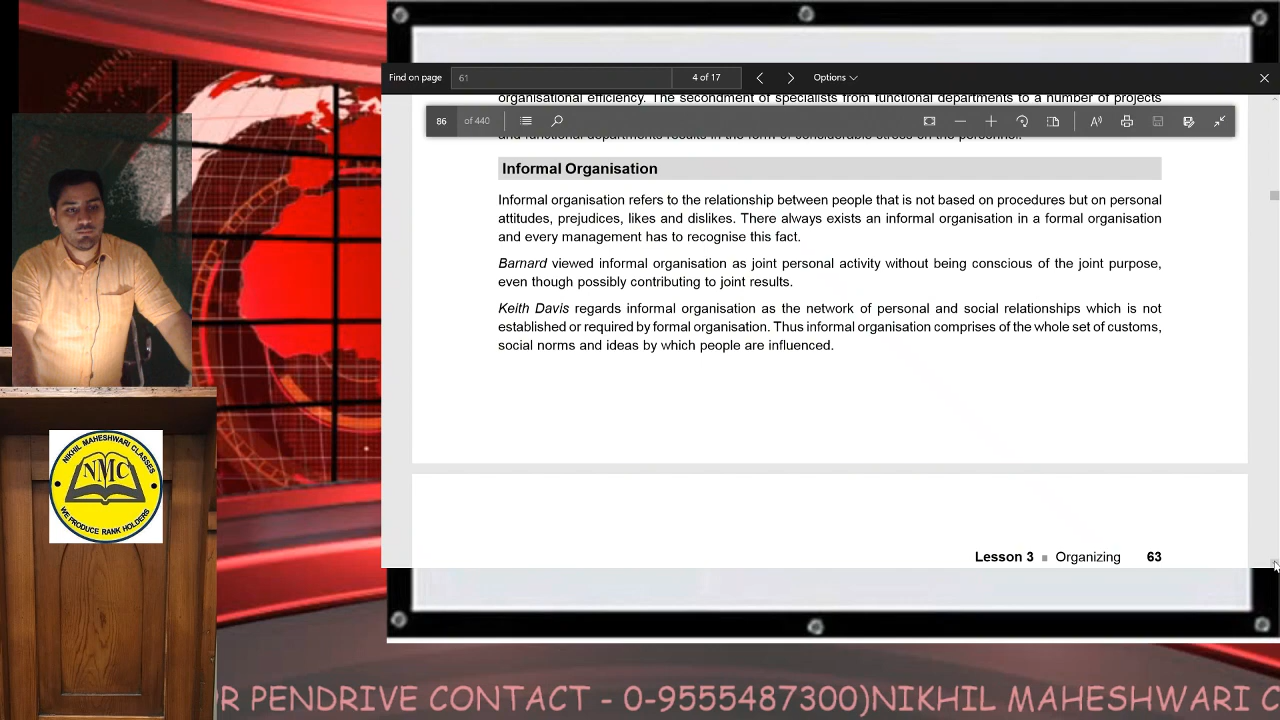 Find on page 61 4 of 17 Options
organisational efficiency. The secondment of specialists from functional departments to a number of projects
86 of 440
Informal Organisation
Informal organisation refers to the relationship between people that is not based on procedures but on personal
attitudes, prejudices, likes and dislikes. There always exists an informal organisation in a formal organisation
and every management has to recognise this fact.
Barnard viewed informal organisation as joint personal activity without being conscious of the joint purpose,
even though possibly contributing to joint results.
Keith Davis regards informal organisation as the network of personal and social relationships which is not
established or required by formal organisation. Thus informal organisation comprises of the whole set of customs,
social norms and ideas by which people are influenced.
Lesson 3 ■ Organizing 63
NIKHIL MAHESHWARI CLASSES
NMC
WE PRODUCE RANK HOLDERS
R PENDRIVE CONTACT - 0-9555487300)NIKHIL MAHESHWARI C